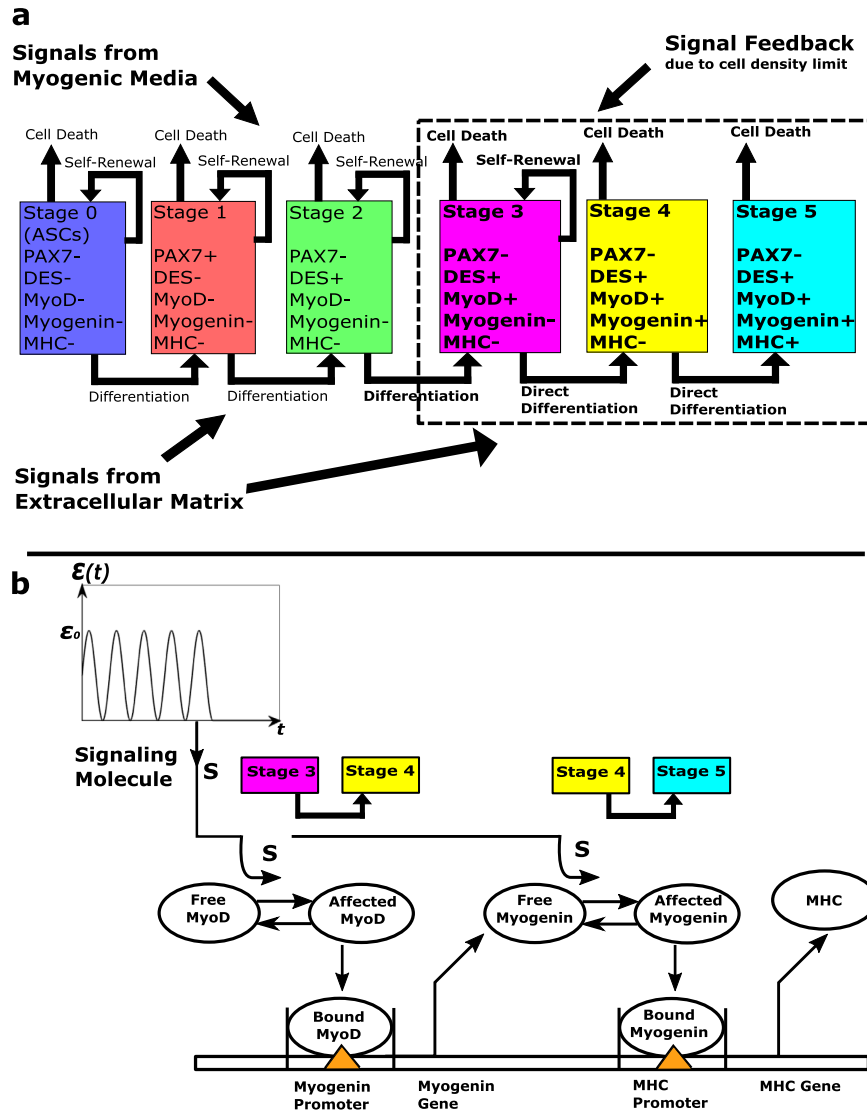 a
Signals from
Myogenic Media
Signal Feedback
due to cell density limit
Cell Death
Cell Death
Cell Death
Cell Death
Cell Death
Cell Death
Self-Renewal
Self-Renewal
Self-Renewal
Self-Renewal
Stage 0
(ASCs)
PAX7-
DES-
MyoD-
Myogenin-
MHC-
Stage 1
PAX7+
DES-
MyoD-
Myogenin-
MHC-
Stage 2
PAX7-
DES+
MyoD-
Myogenin-
MHC-
Stage 3
PAX7-
DES+
MyoD+
Myogenin-
MHC-
Stage 4
PAX7-
DES+
MyoD+
Myogenin+
MHC-
Stage 5
PAX7-
DES+
MyoD+
Myogenin+
MHC+
Differentiation
Differentiation
Differentiation
Direct
Differentiation
Direct
Differentiation
Signals from
Extracellular Matrix
b
ε(t)
ε₀
t
Signaling
Molecule
S
Stage 3
Stage 4
Stage 4
Stage 5
S
S
Free
MyoD
Affected
MyoD
Free
Myogenin
Affected
Myogenin
MHC
Bound
MyoD
Bound
Myogenin
Myogenin
Promoter
Myogenin
Gene
MHC
Promoter
MHC Gene